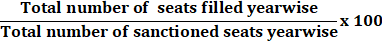 Total number of seats filled yearwise
Total number of sanctioned seats yearwise x 100